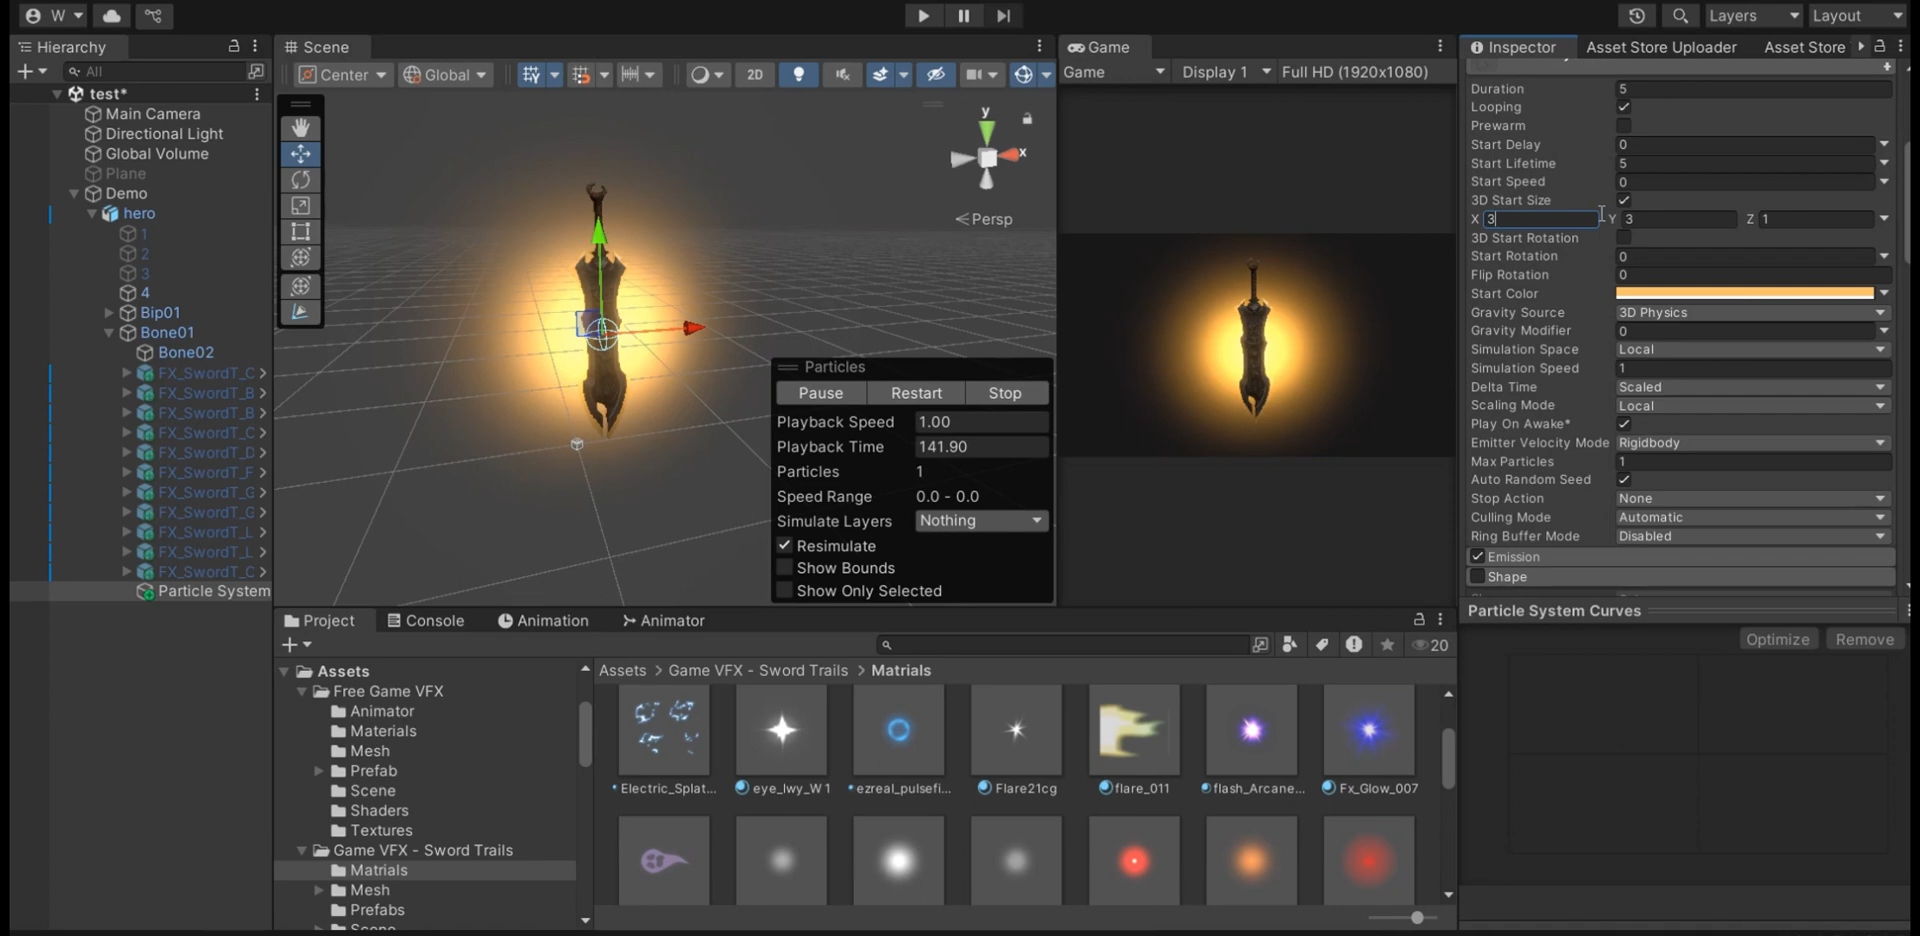 W
Layers
Layout
Hierarchy
All
test*
Main Camera
Directional Light
Global Volume
Plane
Demo
hero
1
2
3
4
Bip01
Bone01
Bone02
FX_SwordT_C
FX_SwordT_B
FX_SwordT_B
FX_SwordT_C
FX_SwordT_D
FX_SwordT_F
FX_SwordT_G
FX_SwordT_G
FX_SwordT_L
FX_SwordT_L
FX_SwordT_C
Particle System
Scene
Center
Global
2D
y
x
<Persp
Particles
Pause
Restart
Stop
Playback Speed 1.00
Playback Time 141.90
Particles 1
Speed Range 0.0 - 0.0
Simulate Layers Nothing
Resimulate
Show Bounds
Show Only Selected
Game
Game
Display 1
Full HD (1920x1080)
Inspector
Asset Store Uploader
Asset Store
Duration 5
Looping
Prewarm
Start Delay 0
Start Lifetime 5
Start Speed 0
3D Start Size
X 3 Y 3 Z 1
3D Start Rotation
Start Rotation 0
Flip Rotation 0
Start Color
Gravity Source 3D Physics
Gravity Modifier 0
Simulation Space Local
Simulation Speed 1
Delta Time Scaled
Scaling Mode Local
Play On Awake*
Emitter Velocity Mode Rigidbody
Max Particles 1
Auto Random Seed
Stop Action None
Culling Mode Automatic
Ring Buffer Mode Disabled
Emission
Shape
Particle System Curves
Optimize
Remove
Project
Console
Animation
Animator
20
Assets
Free Game VFX
Animator
Materials
Mesh
Prefab
Scene
Shaders
Textures
Game VFX - Sword Trails
Matrials
Mesh
Prefabs
Assets > Game VFX - Sword Trails > Matrials
Electric_Splat...
eye_lwy_W 1
ezreal_pulsefi...
Flare21cg
flare_011
flash_Arcane...
Fx_Glow_007